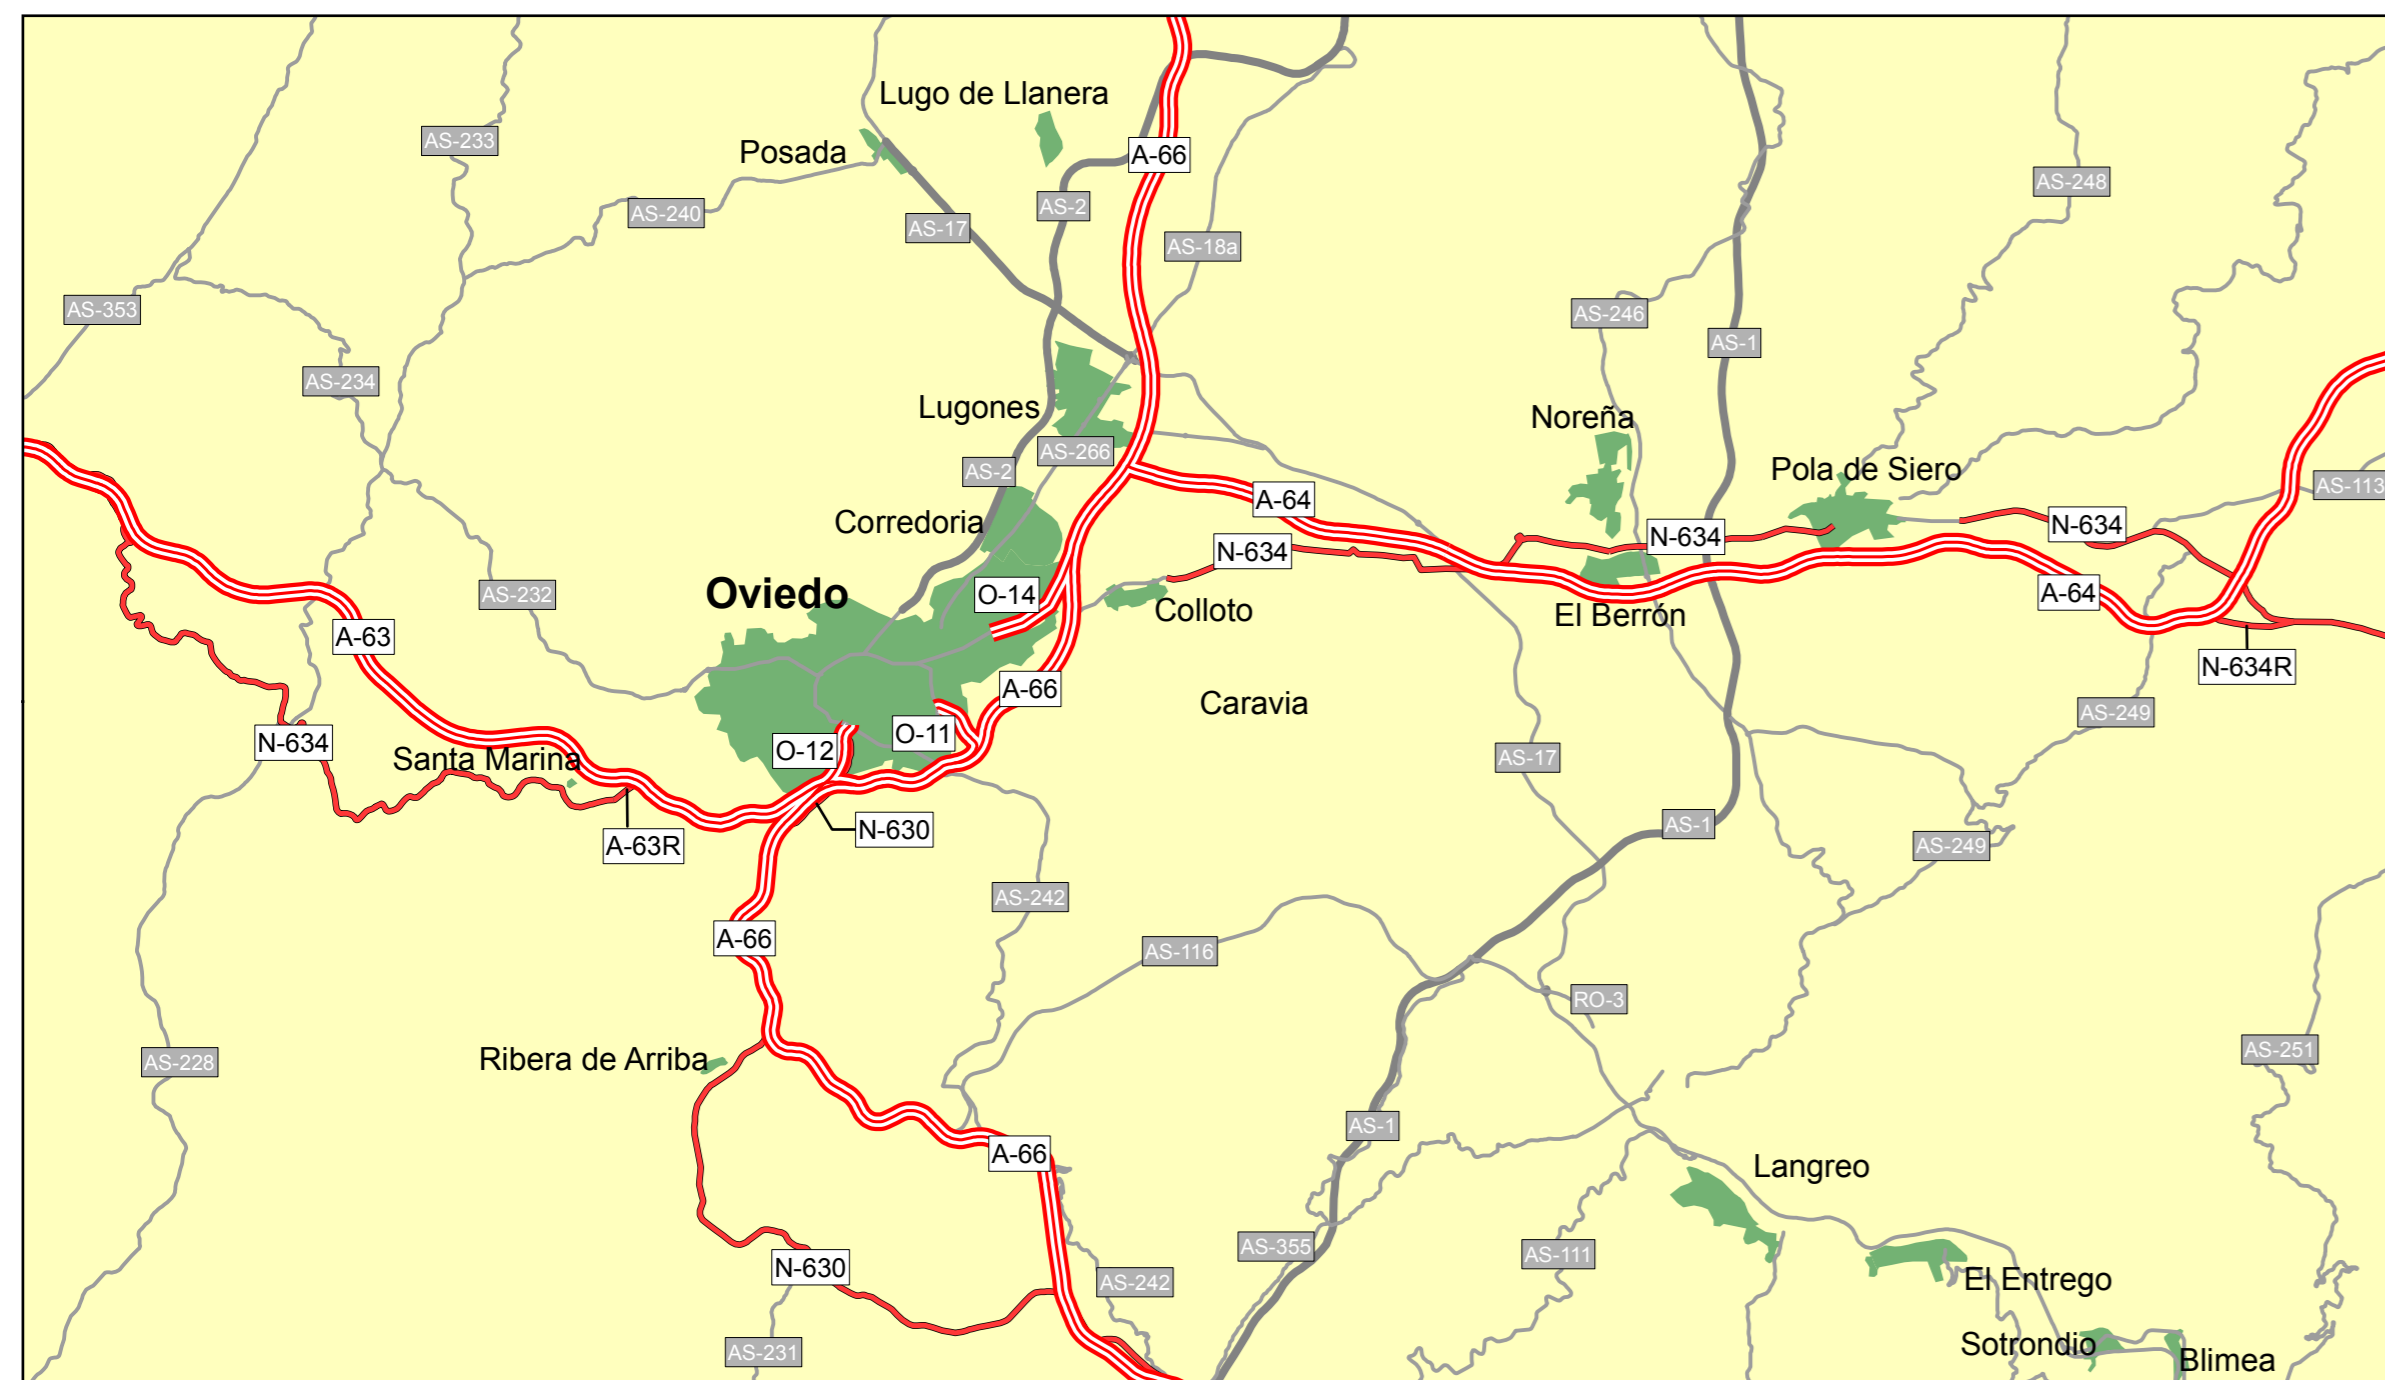 Lugo de Llanera
AS-233
Posada
A-66
AS-248
AS-240
AS-2
AS-17
AS-18a
AS-353
AS-246
AS-1
AS-234
Lugones
Noreña
AS-266
AS-2
Pola de Siero
AS-113
A-64
Corredoria
N-634
N-634
N-634
Oviedo
AS-232
O-14
Colloto
A-64
El Berrón
A-63
N-634R
A-66
Caravia
AS-249
N-634
O-11
O-12
Santa Marina
AS-17
A-63R
N-630
AS-1
AS-249
AS-242
A-66
AS-116
RO-3
AS-228
Ribera de Arriba
AS-251
AS-1
A-66
Langreo
AS-355
AS-111
N-630
AS-242
El Entrego
AS-231
Sotrondio
Blimea